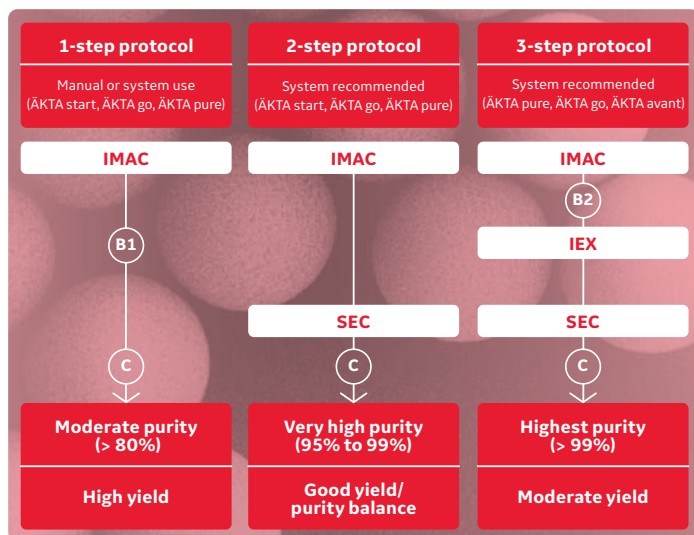 1-step protocol
Manual or system use
(ÄKTA start, ÄKTA go, ÄKTA pure)
IMAC
B1
C
Moderate purity
(> 80%)
High yield
2-step protocol
System recommended
(ÄKTA start, ÄKTA go, ÄKTA pure)
IMAC
SEC
C
Very high purity
(95% to 99%)
Good yield/
purity balance
3-step protocol
System recommended
(ÄKTA pure, ÄKTA go, ÄKTA avant)
IMAC
B2
IEX
SEC
C
Highest purity
(> 99%)
Moderate yield